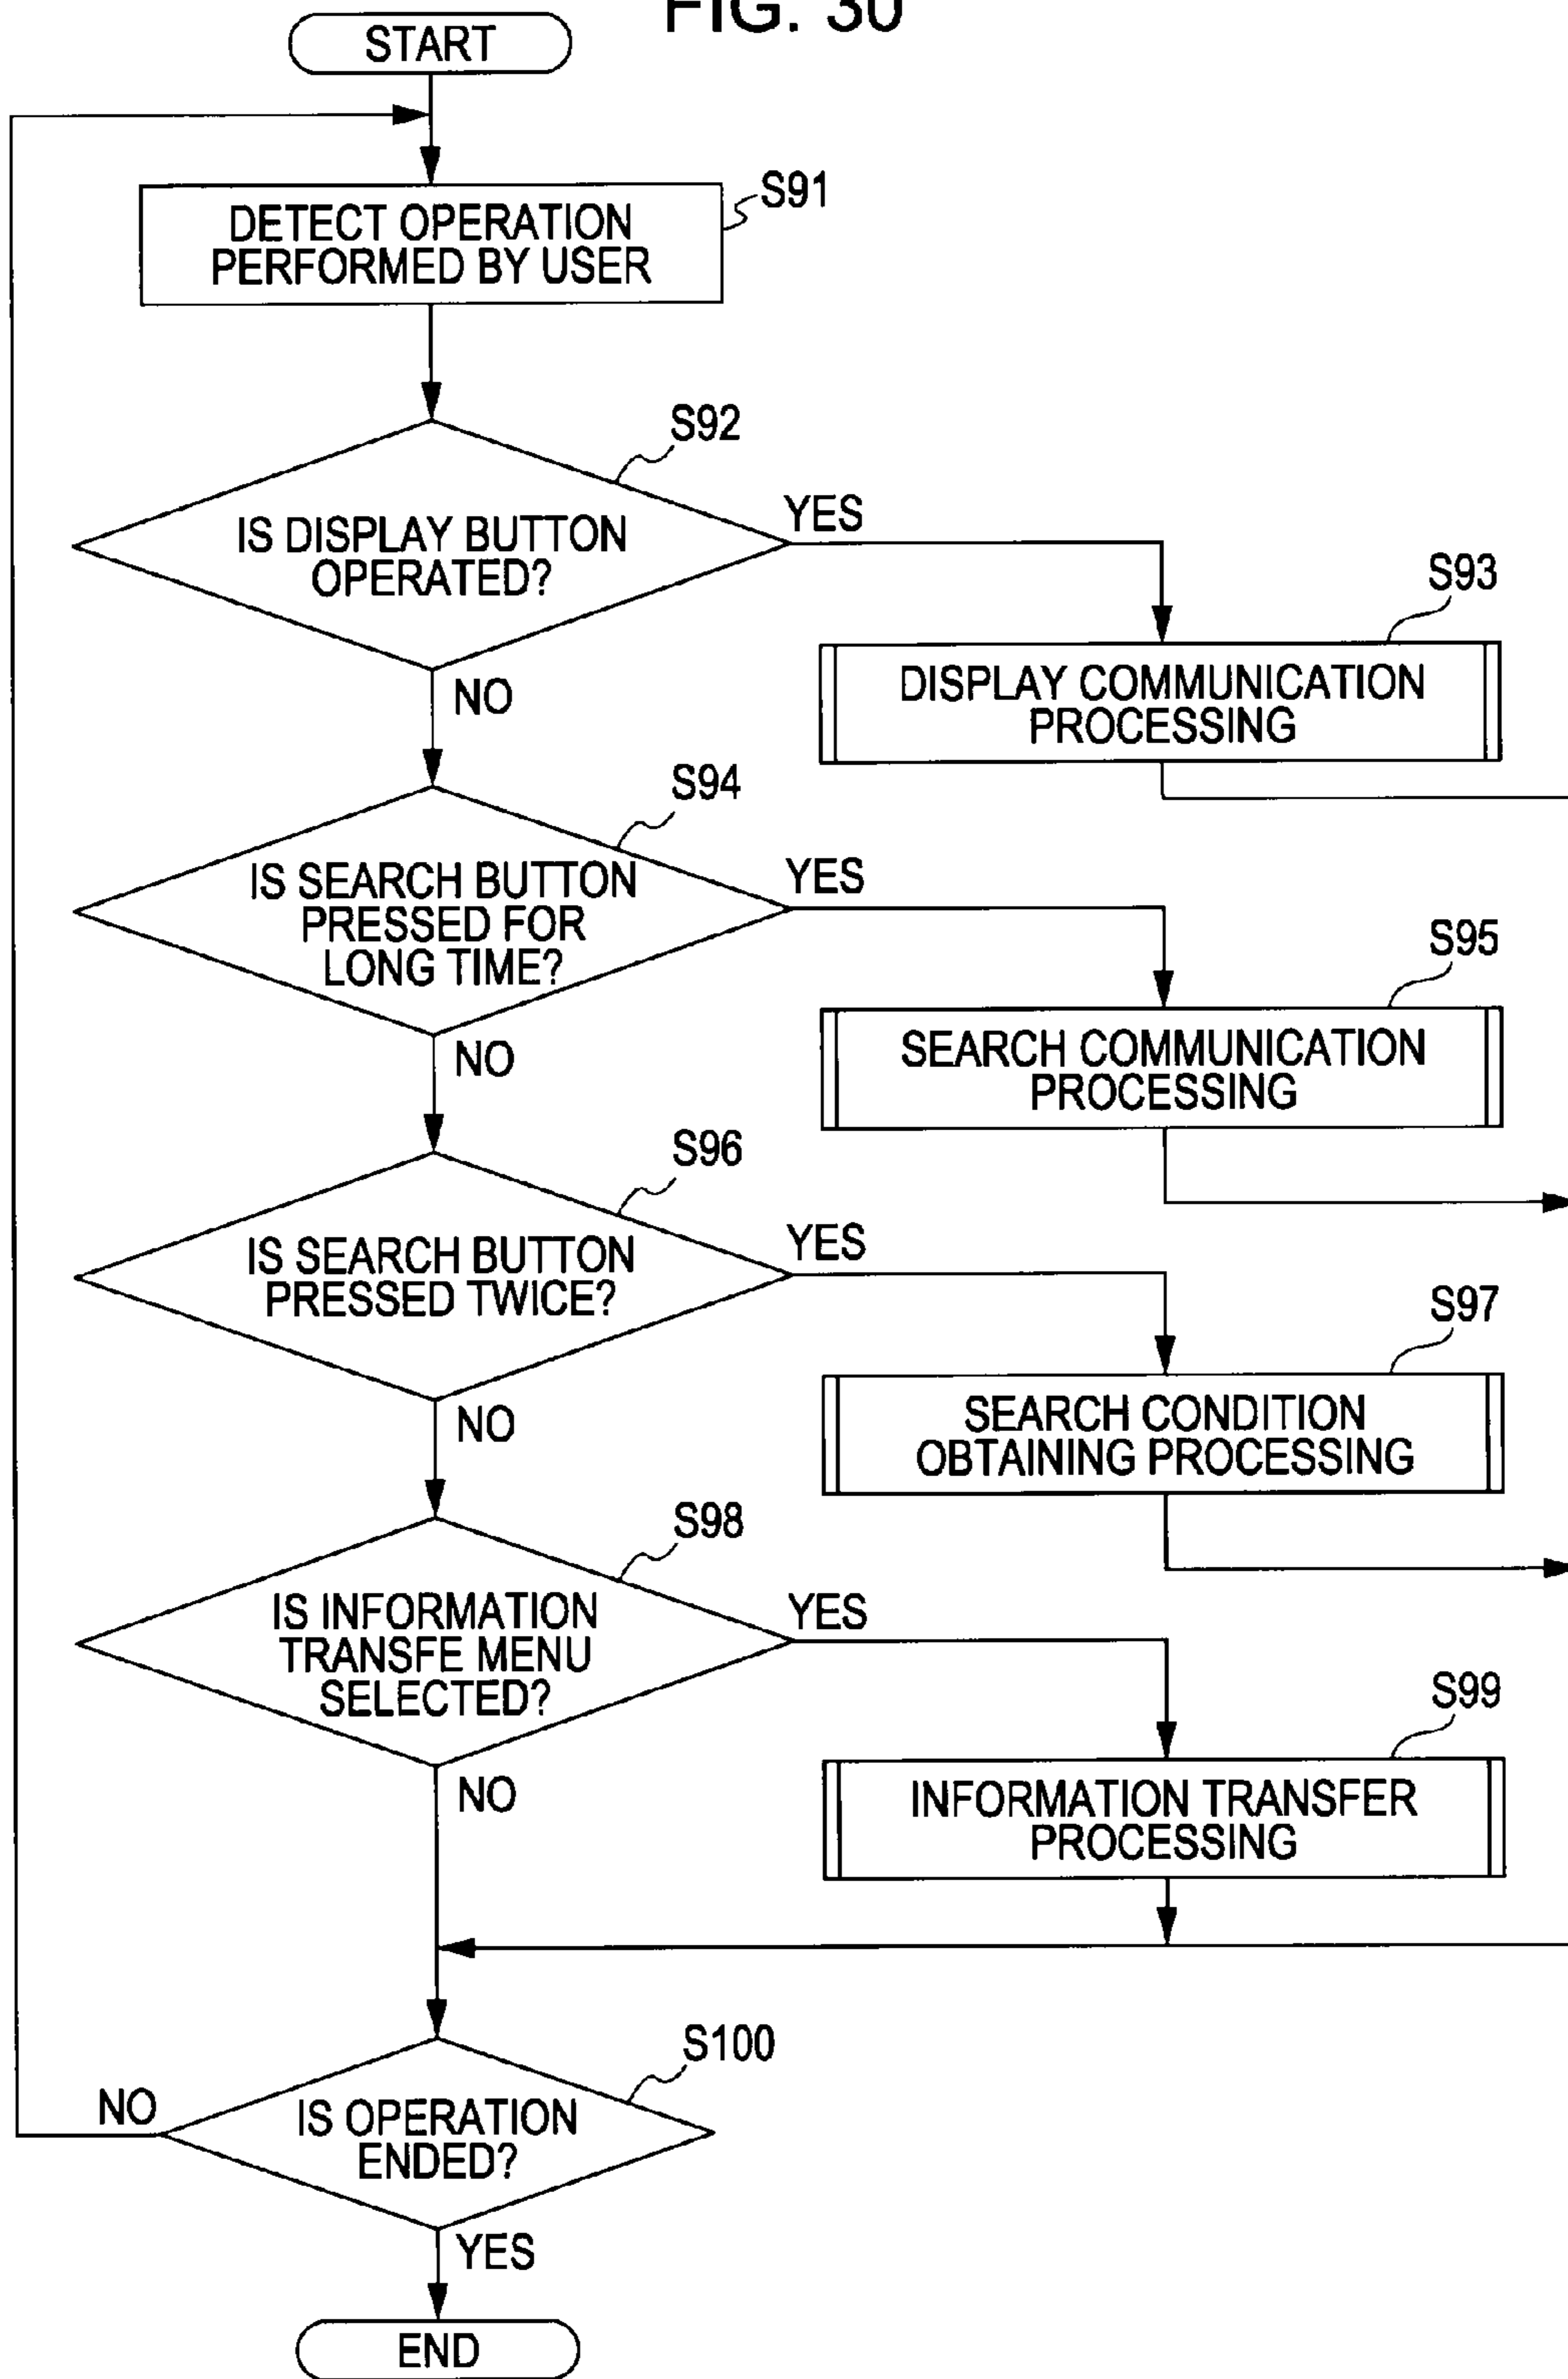 FIG. 30
START
DETECT OPERATION
PERFORMED BY USER
S91
IS DISPLAY BUTTON
OPERATED?
S92
YES
NO
DISPLAY COMMUNICATION
PROCESSING
S93
IS SEARCH BUTTON
PRESSED FOR
LONG TIME?
S94
YES
NO
SEARCH COMMUNICATION
PROCESSING
S95
IS SEARCH BUTTON
PRESSED TWICE?
S96
YES
NO
SEARCH CONDITION
OBTAINING PROCESSING
S97
IS INFORMATION
TRANSFE MENU
SELECTED?
S98
YES
NO
INFORMATION TRANSFER
PROCESSING
S99
IS OPERATION
ENDED?
S100
NO
YES
END